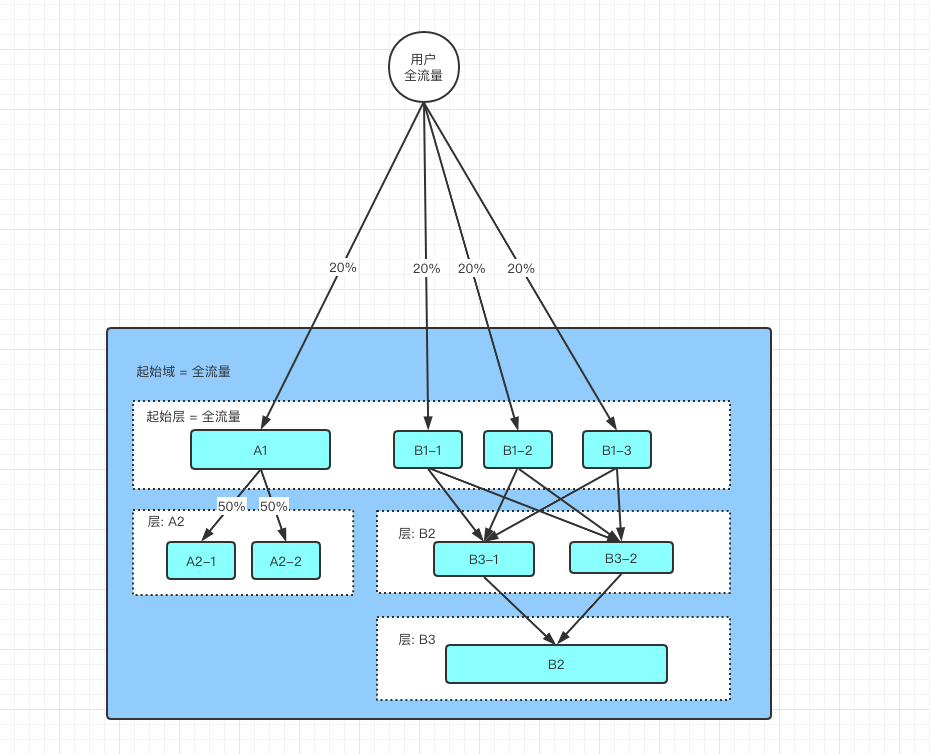 用户
全流量
20%
20%
20%
20%
起始域 = 全流量
起始层 = 全流量
A1
B1-1
B1-2
B1-3
50%
50%
层: A2
A2-1
A2-2
层: B2
B3-1
B3-2
层: B3
B2